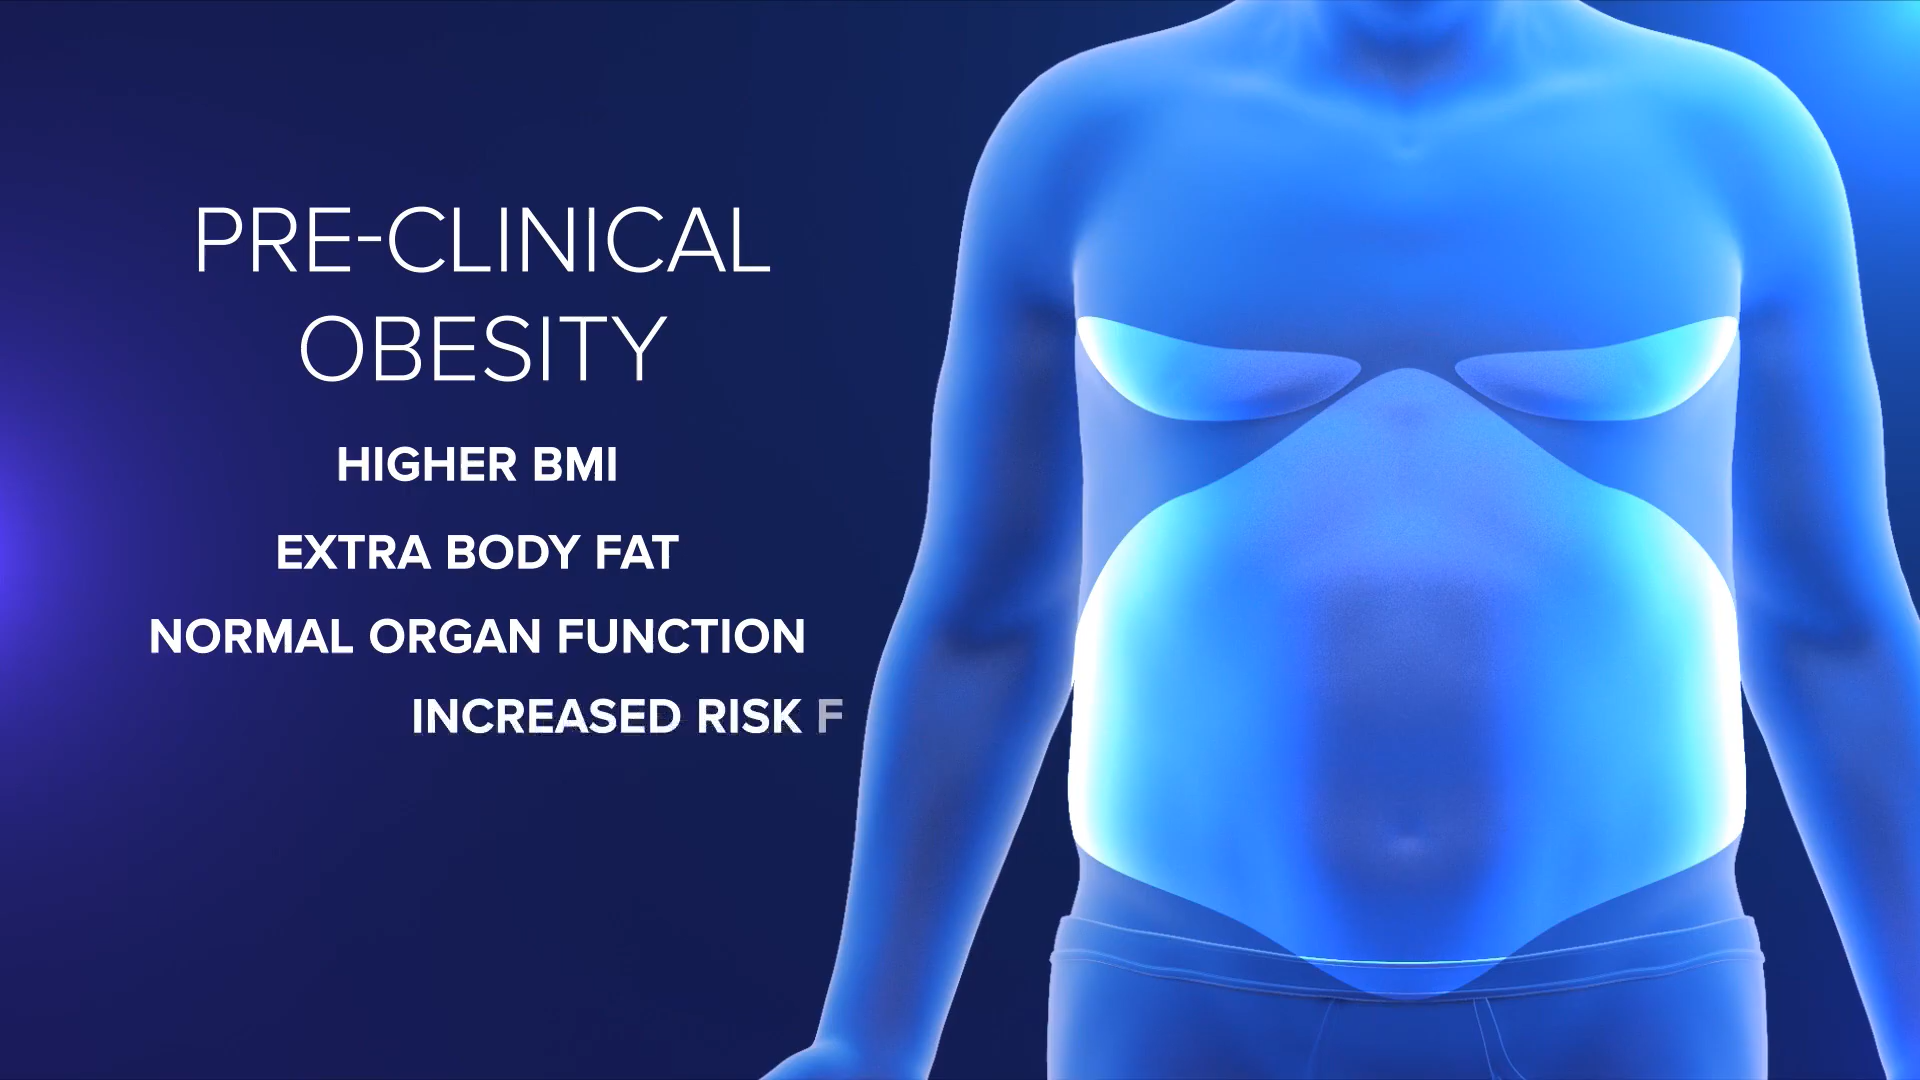 PRE-CLINICAL
OBESITY
HIGHER BMI
EXTRA BODY FAT
NORMAL ORGAN FUNCTION
INCREASED RISK F